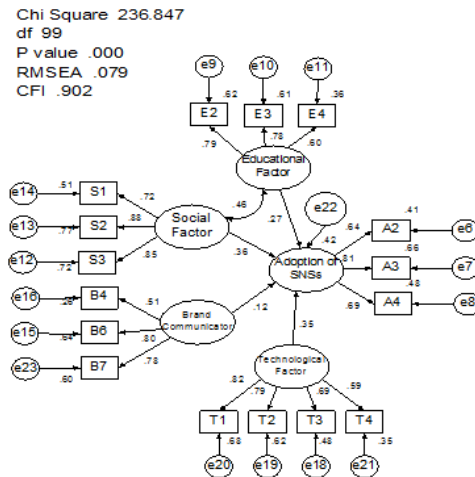 Chi Square 236.847
df 99
P value .000
RMSEA .079
CFI .902
e9
e10
e11
.62
.61
.36
E2
E3
E4
.79
.78
.60
Educational
Factor
e14
.51
S1
.72
.46
.27
e22
e13
.77
S2
.88
Social
Factor
.42
.64
.41
A2
e6
e12
.72
S3
.85
.36
Adoption of
SNSs
.81
.66
A3
e7
e16
B4
.51
.12
.69
.48
A4
e8
Brand
Communicator
e15
.64
B6
.80
e23
.60
B7
.78
.35
Technological
Factor
.82
.79
.69
.59
T1
T2
T3
T4
.68
.62
.48
.35
e20
e19
e18
e21